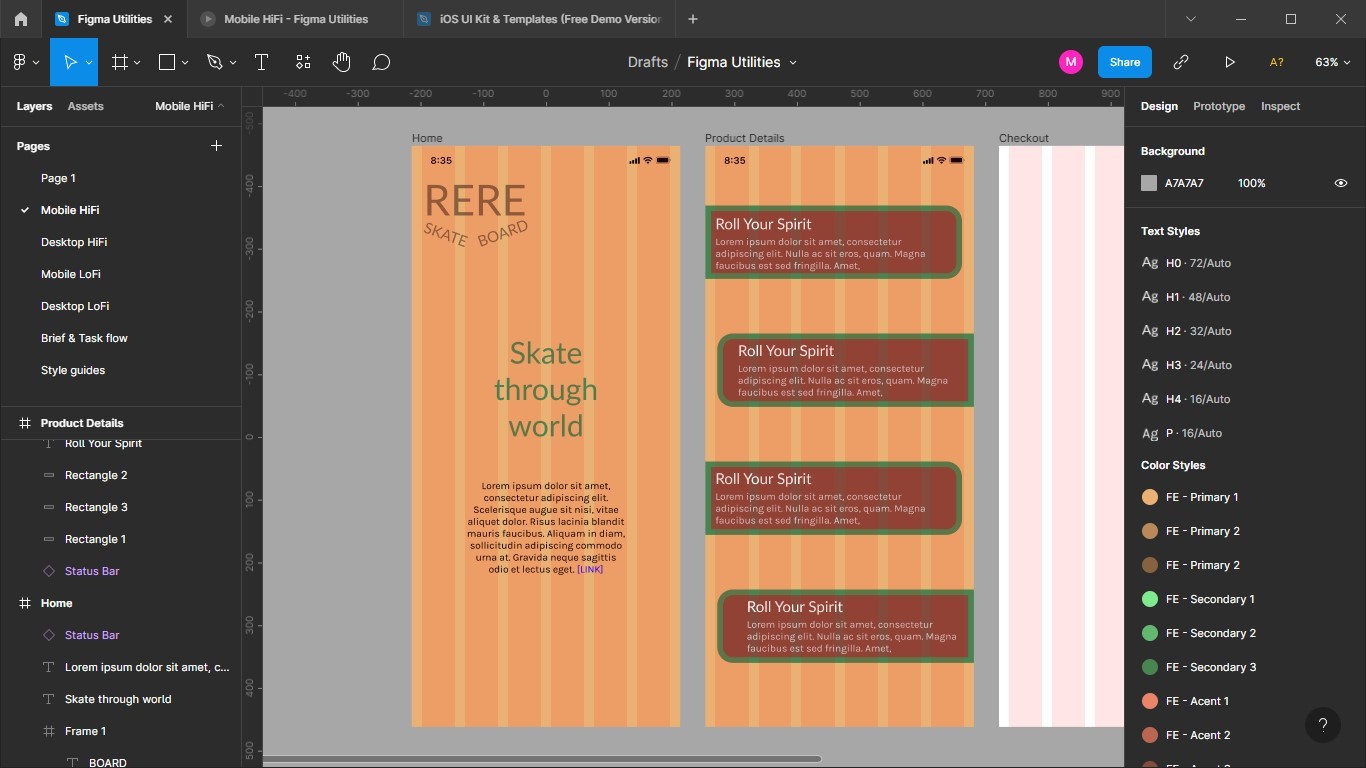 Figma Utilities
Mobile HiFi - Figma Utilities
iOS UI Kit & Templates (Free Demo Version
Drafts / Figma Utilities
M
Share
A?
63%
Layers
Assets
Mobile HiFi
Pages
Page 1
Mobile HiFi
Desktop HiFi
Mobile LoFi
Desktop LoFi
Brief & Task flow
Style guides
Product Details
Roll Your Spirit
Rectangle 2
Rectangle 3
Rectangle 1
Status Bar
Home
Status Bar
Lorem ipsum dolor sit amet, c...
Skate through world
Frame 1
BOARD
-400 -300 -200 -100 0 100 200 300 400 500 600 700 800 900
-500
-400
-300
-200
-100
0
100
200
300
400
500
Home
8:35
RERE
SKATE BOARD
Skate
through
world
Lorem ipsum dolor sit amet,
consectetur adipiscing elit.
Scelerisque augue sit nisi, vitae
aliquet dolor. Risus lacinia blandit
mauris faucibus. Aliquam in diam,
sollicitudin adipiscing commodo
urna at. Gravida neque sagittis
odio et lectus eget. [LINK]
Product Details
8:35
Roll Your Spirit
Lorem ipsum dolor sit amet, consectetur
adipiscing elit. Nulla ac sit eros, quam. Magna
faucibus est sed fringilla. Amet,
Roll Your Spirit
Lorem ipsum dolor sit amet, consectetur
adipiscing elit. Nulla ac sit eros, quam. Magna
faucibus est sed fringilla. Amet,
Roll Your Spirit
Lorem ipsum dolor sit amet, consectetur
adipiscing elit. Nulla ac sit eros, quam. Magna
faucibus est sed fringilla. Amet,
Roll Your Spirit
Lorem ipsum dolor sit amet, consectetur
adipiscing elit. Nulla ac sit eros, quam. Magna
faucibus est sed fringilla. Amet,
Checkout
Design
Prototype
Inspect
Background
A7A7A7
100%
Text Styles
Ag H0 · 72/Auto
Ag H1 · 48/Auto
Ag H2 · 32/Auto
Ag H3 · 24/Auto
Ag H4 · 16/Auto
Ag P · 16/Auto
Color Styles
FE - Primary 1
FE - Primary 2
FE - Primary 2
FE - Secondary 1
FE - Secondary 2
FE - Secondary 3
FE - Acent 1
FE - Acent 2
?